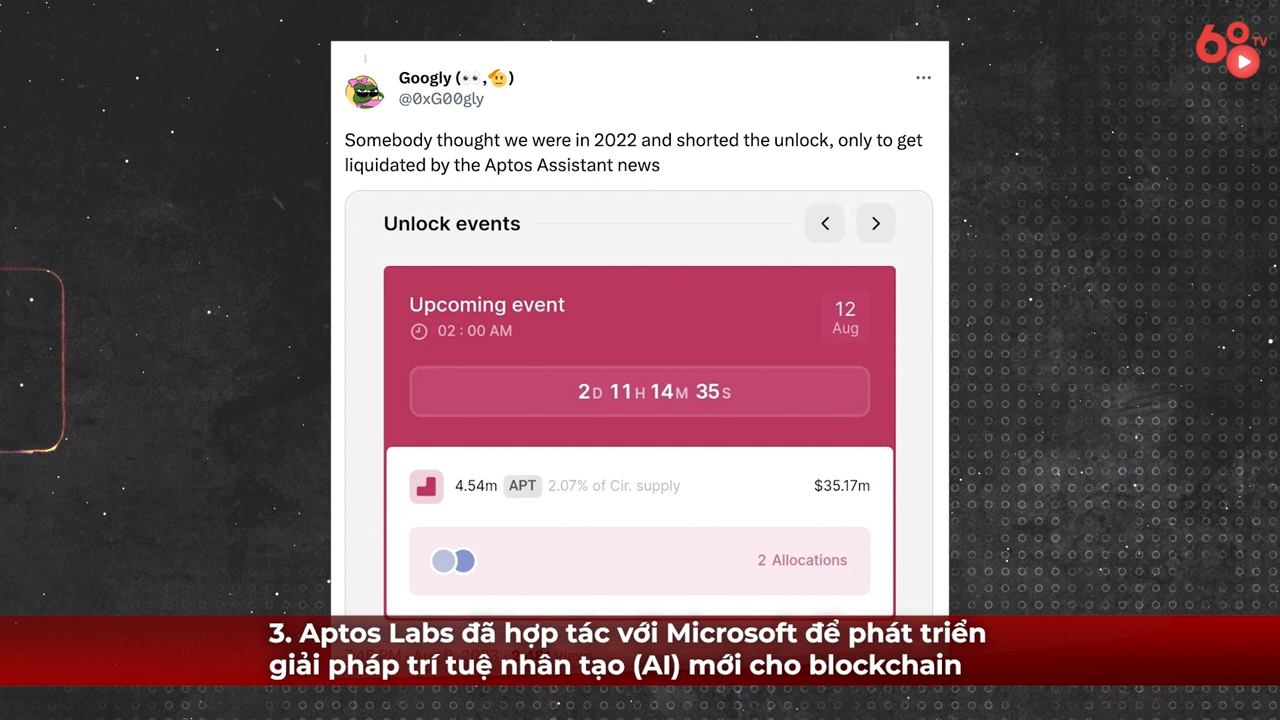 68
TV
Googly (👀,🫡)
@0xG00gly
Somebody thought we were in 2022 and shorted the unlock, only to get
liquidated by the Aptos Assistant news
Unlock events
Upcoming event
02 : 00 AM
12
Aug
2D 11H 14M 35S
4.54m APT 2.07% of Cir. supply $35.17m
2 Allocations
3. Aptos Labs đã hợp tác với Microsoft để phát triển
giải pháp trí tuệ nhân tạo (AI) mới cho blockchain